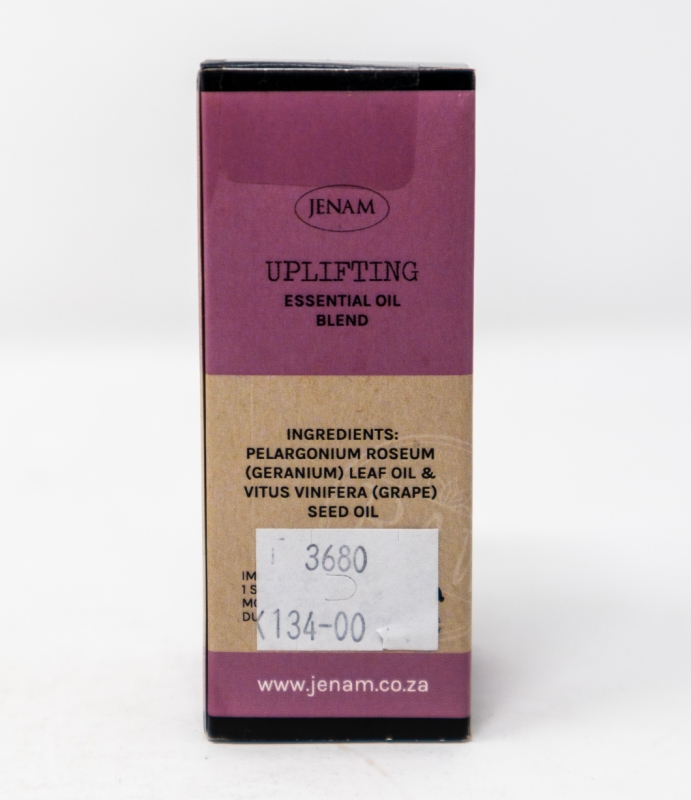 JENAM
UPLIFTING
ESSENTIAL OIL
BLEND
INGREDIENTS:
PELARGONIUM ROSEUM
(GERANIUM) LEAF OIL &
VITUS VINIFERA (GRAPE)
SEED OIL
3680
K134-00
www.jenam.co.za